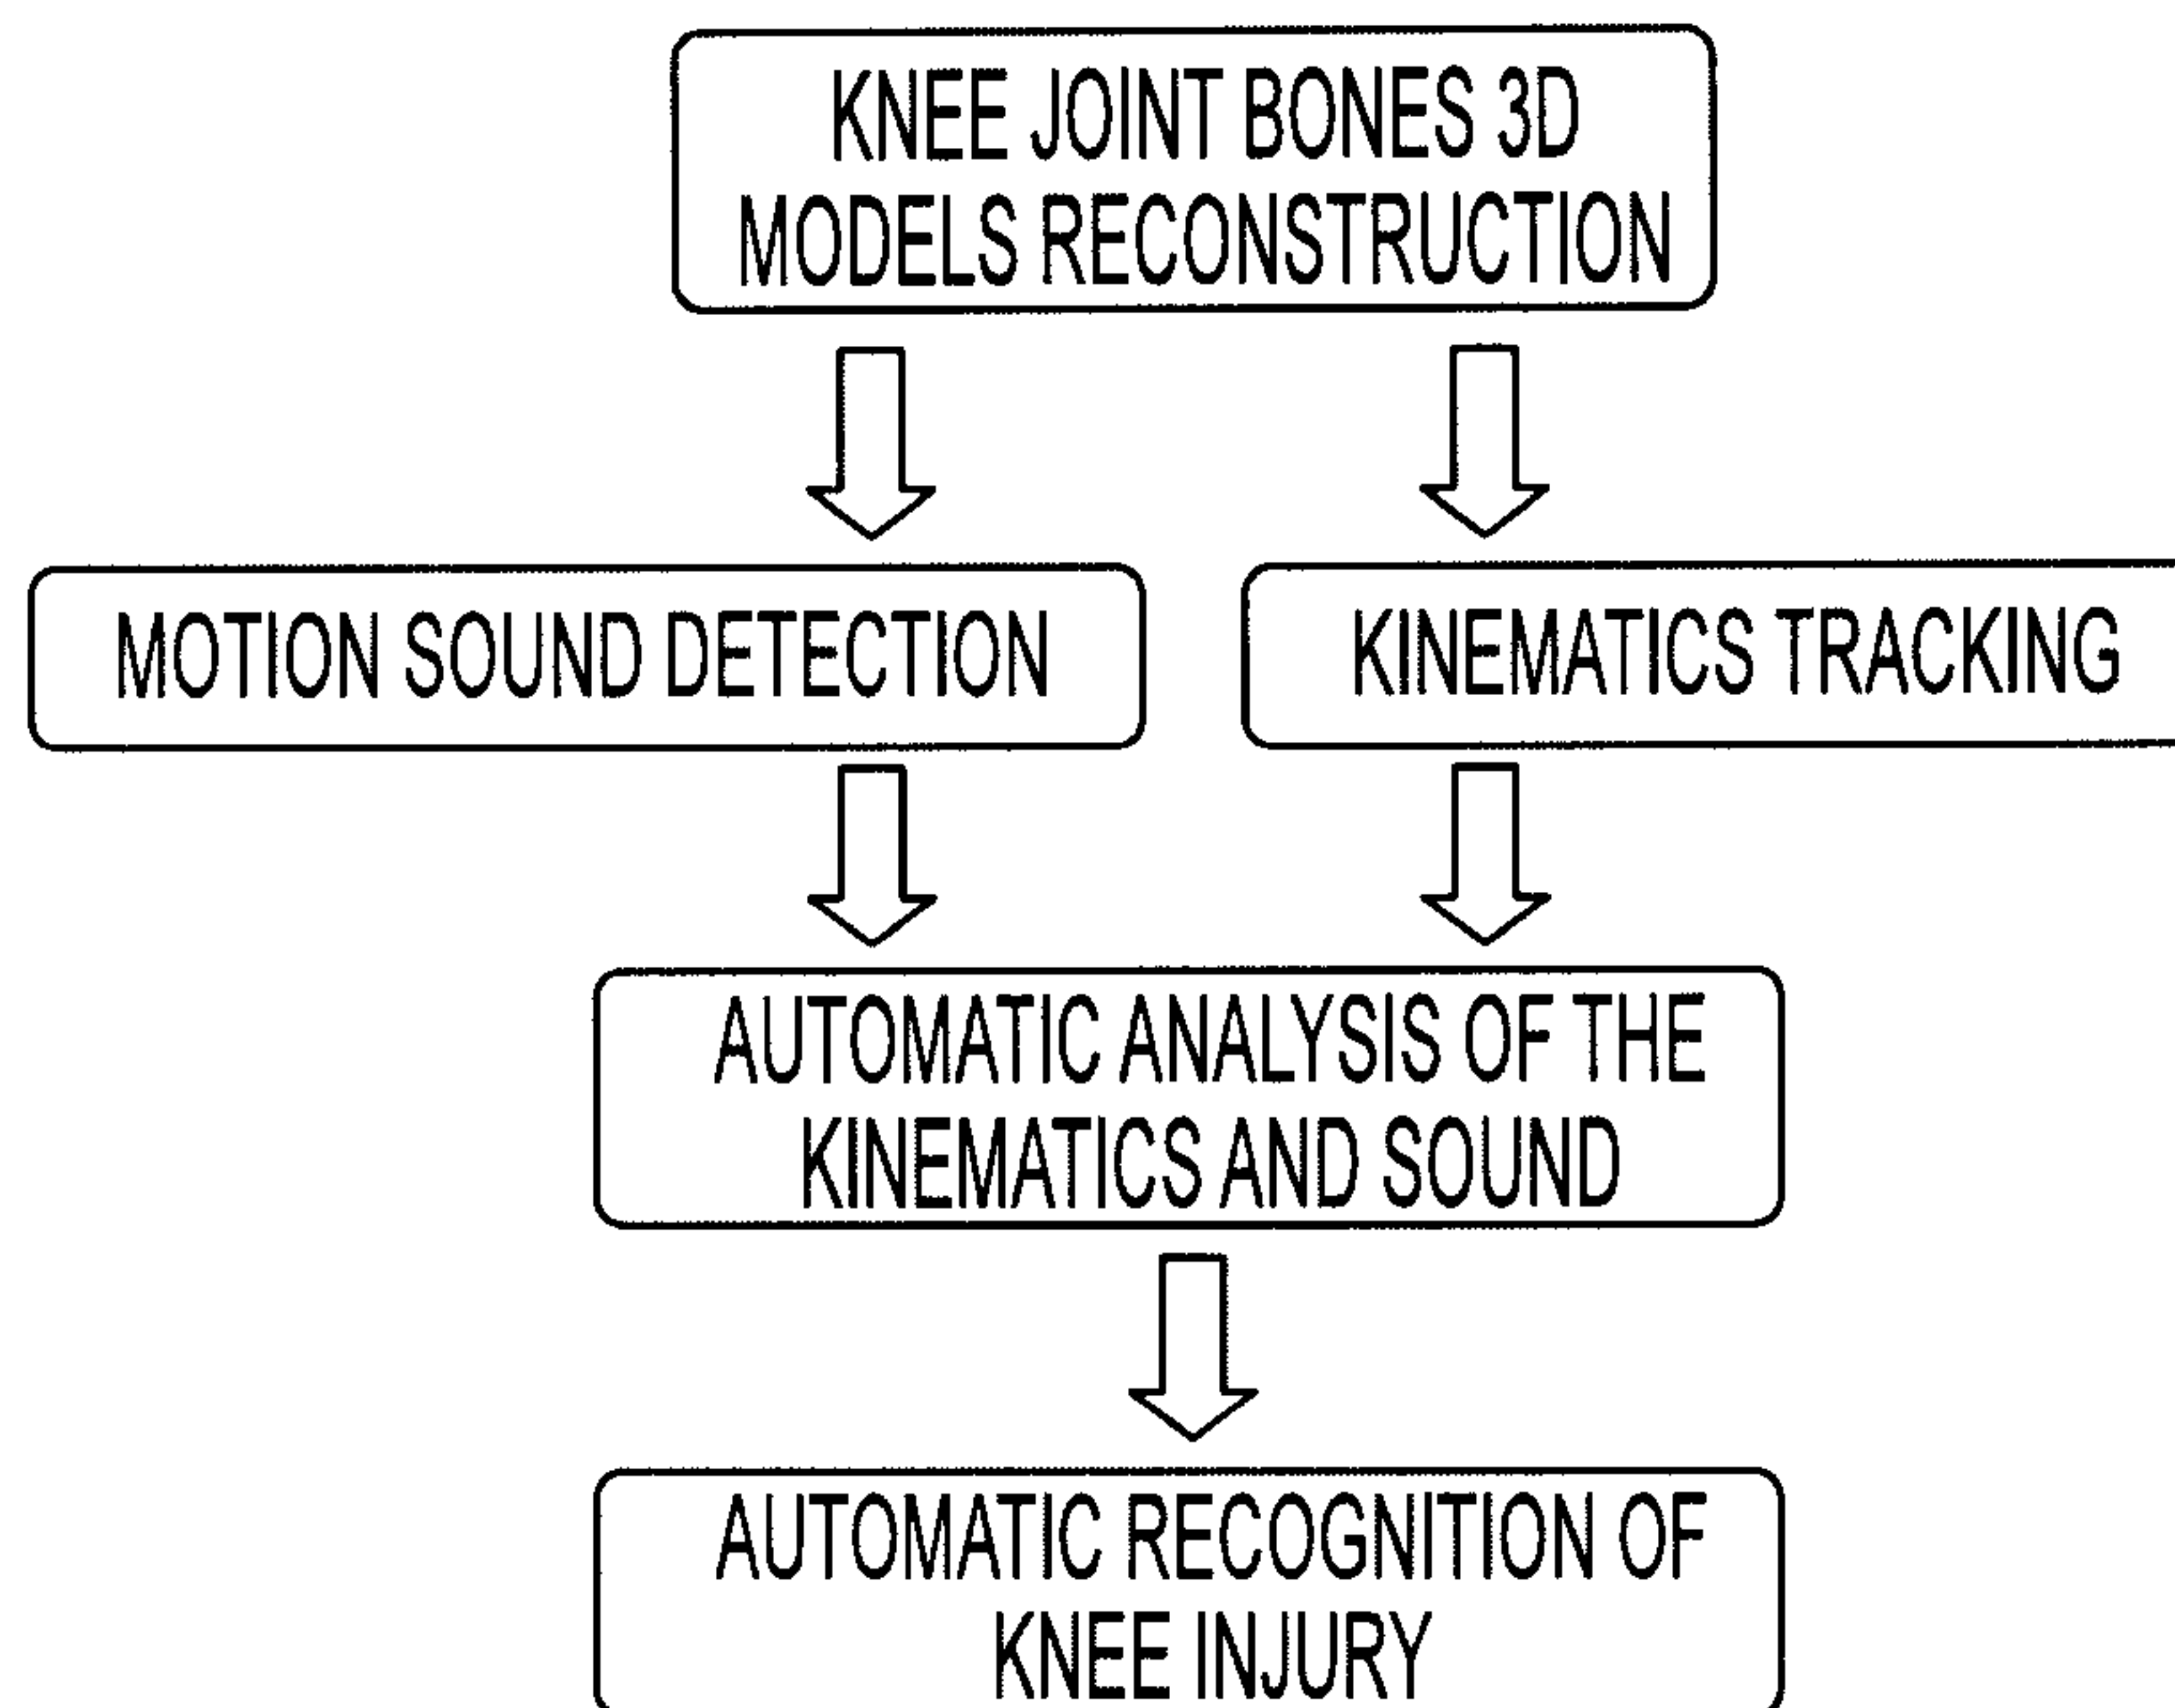 KNEE JOINT BONES 3D
MODELS RECONSTRUCTION
MOTION SOUND DETECTION
KINEMATICS TRACKING
AUTOMATIC ANALYSIS OF THE
KINEMATICS AND SOUND
AUTOMATIC RECOGNITION OF
KNEE INJURY